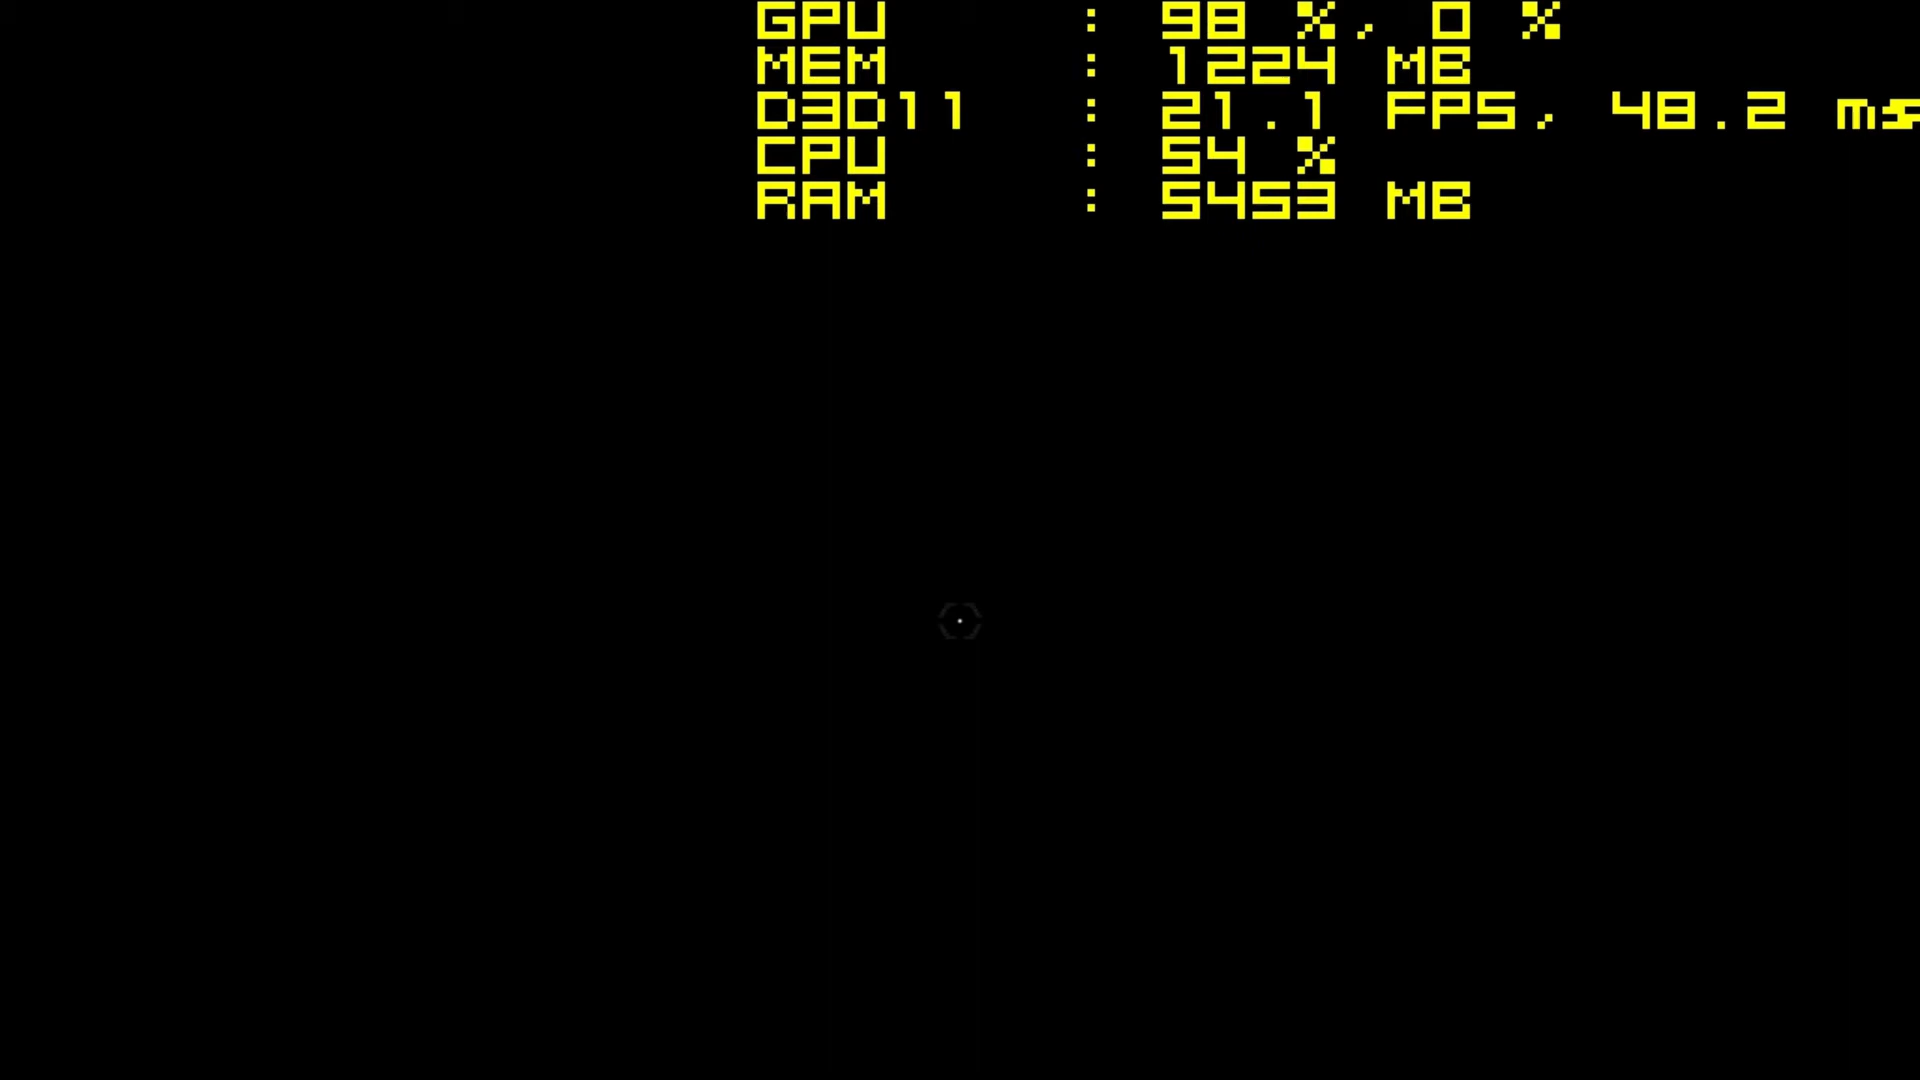 GPU : 98 %, 0 %
MEM : 1224 MB
D3D11 : 21.1 FPS, 48.2 ms
CPU : 54 %
RAM : 5453 MB